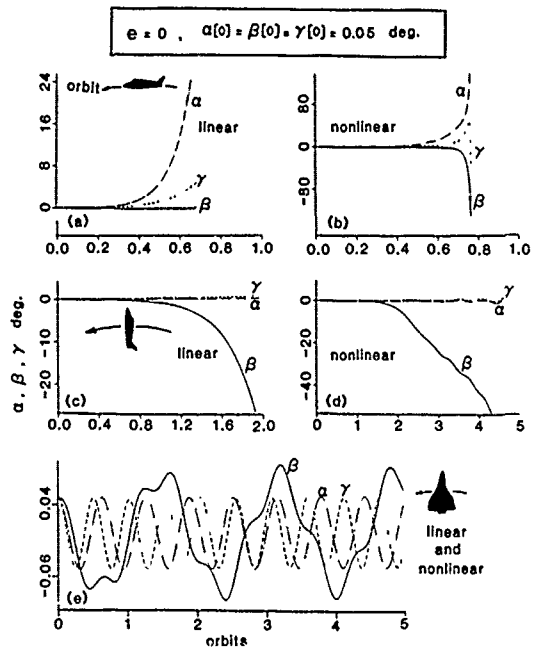 e = 0 , α[0] = β[0] = γ[0] = 0.05 deg.
24
16
8
0
orbit
α
linear
γ
β
(a)
0.0 0.2 0.4 0.6 0.8 1.0
80
0
-80
nonlinear
α
γ
β
(b)
0.0 0.2 0.4 0.6 0.8 1.0
α , β , γ deg.
0
-10
-20
γ
α
linear
β
(c)
0.0 0.4 0.8 1.2 1.6 2.0
0
-20
-40
γ
α
nonlinear
β
(d)
0 1 2 3 4 5
0.04
-0.06
β
α γ
linear
and
nonlinear
(e)
0 1 2 3 4 5
orbits